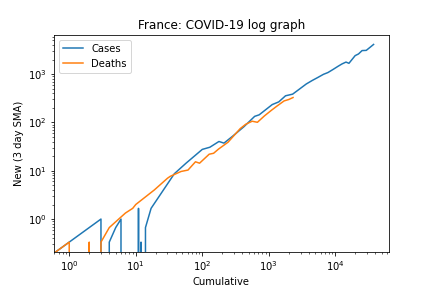 France: COVID-19 log graph
Cases
Deaths
New (3 day SMA)
10³
10²
10¹
10⁰
10⁰ 10¹ 10² 10³ 10⁴
Cumulative